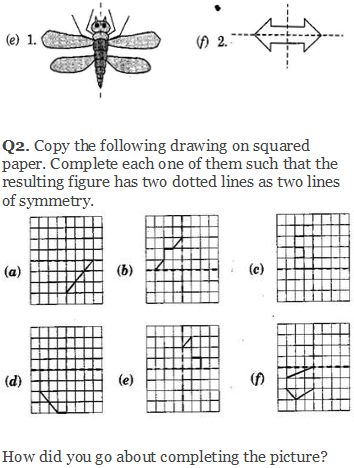 (e) 1. (f) 2.
Q2. Copy the following drawing on squared
paper. Complete each one of them such that the
resulting figure has two dotted lines as two lines
of symmetry.
(a) (b) (c)
(d) (e) (f)
How did you go about completing the picture?